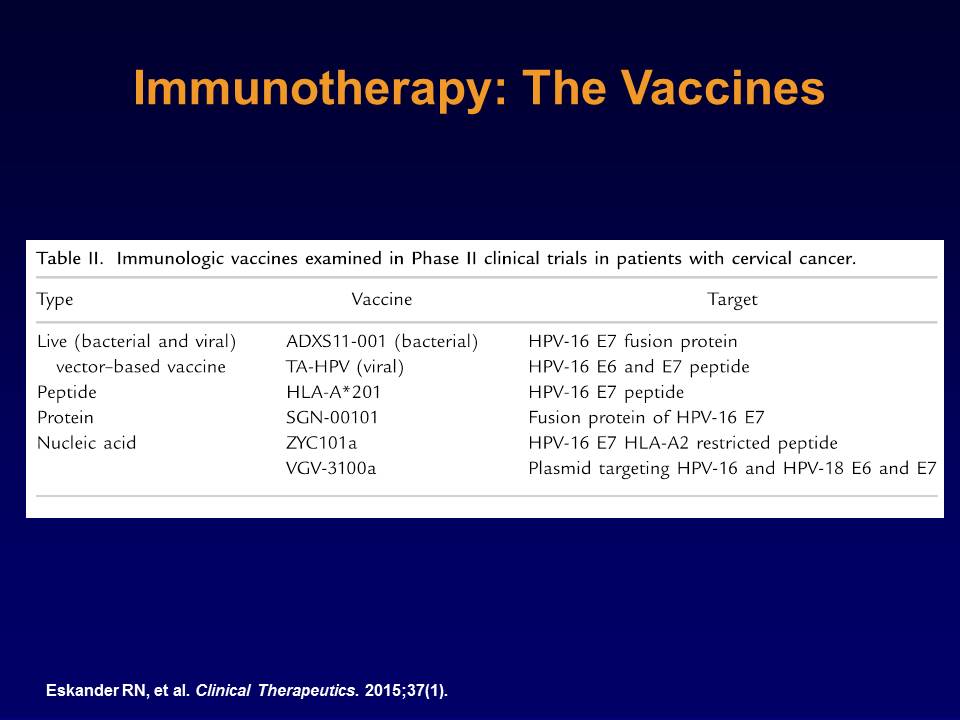 Immunotherapy: The Vaccines
Table II. Immunologic vaccines examined in Phase II clinical trials in patients with cervical cancer.
Type Vaccine Target
Live (bacterial and viral) ADXS11-001 (bacterial) HPV-16 E7 fusion protein
vector-based vaccine TA-HPV (viral) HPV-16 E6 and E7 peptide
Peptide HLA-A*201 HPV-16 E7 peptide
Protein SGN-00101 Fusion protein of HPV-16 E7
Nucleic acid ZYC101a HPV-16 E7 HLA-A2 restricted peptide
VGV-3100a Plasmid targeting HPV-16 and HPV-18 E6 and E7
Eskander RN, et al. Clinical Therapeutics. 2015;37(1).